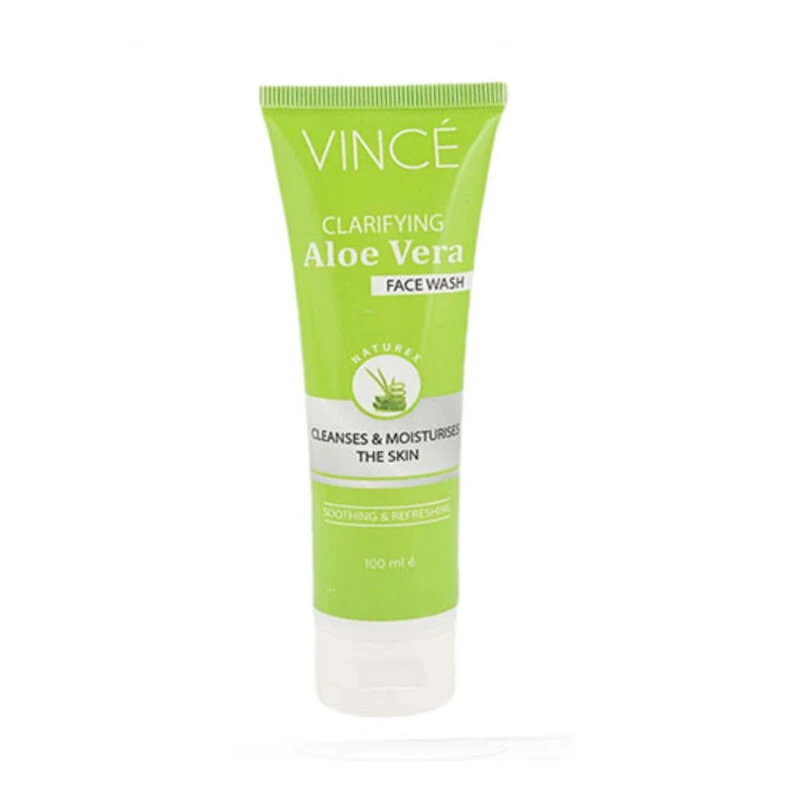 VINCÉ
CLARIFYING
Aloe Vera
FACE WASH
NATUREX
CLEANSES & MOISTURISES
THE SKIN
SOOTHING & REFRESHING
100 ml é